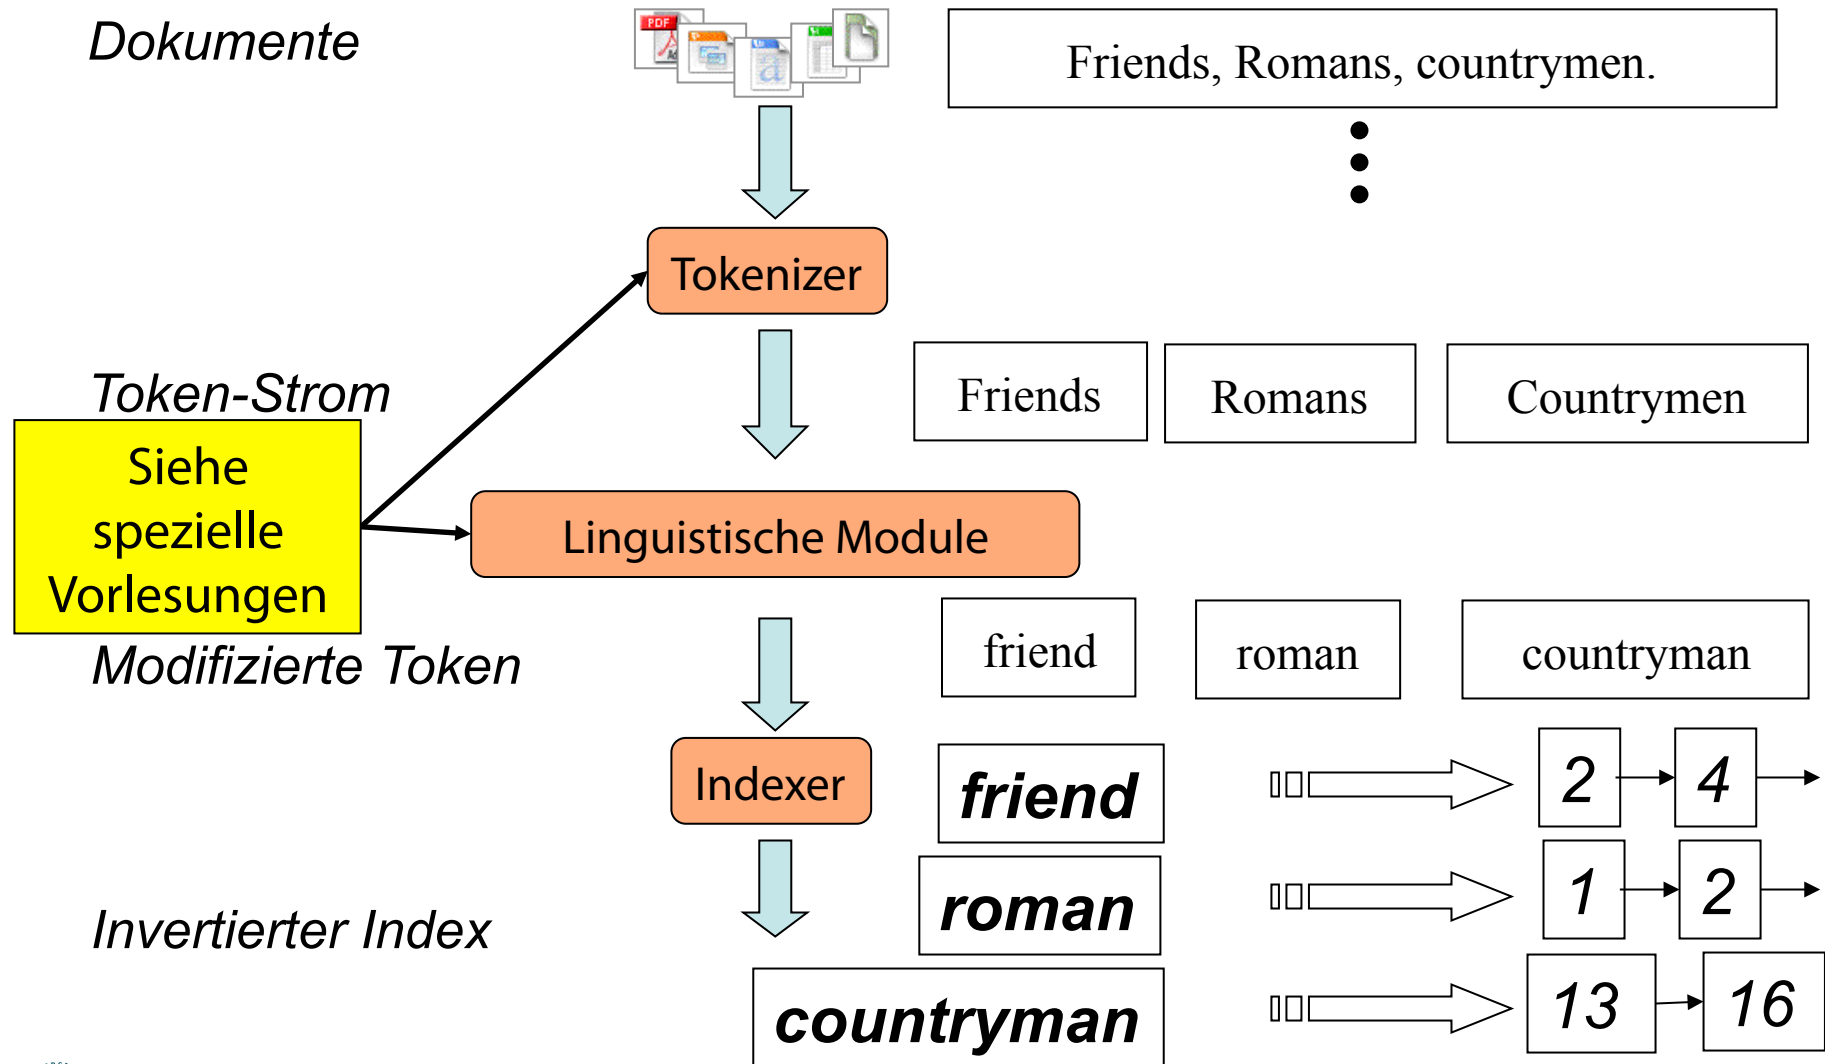 Dokumente
PDF
Friends, Romans, countrymen.
Tokenizer
Token-Strom
Friends
Romans
Countrymen
Siehe
spezielle
Vorlesungen
Linguistische Module
Modifizierte Token
friend
roman
countryman
Indexer
friend
2
4
roman
1
2
Invertierter Index
countryman
13
16